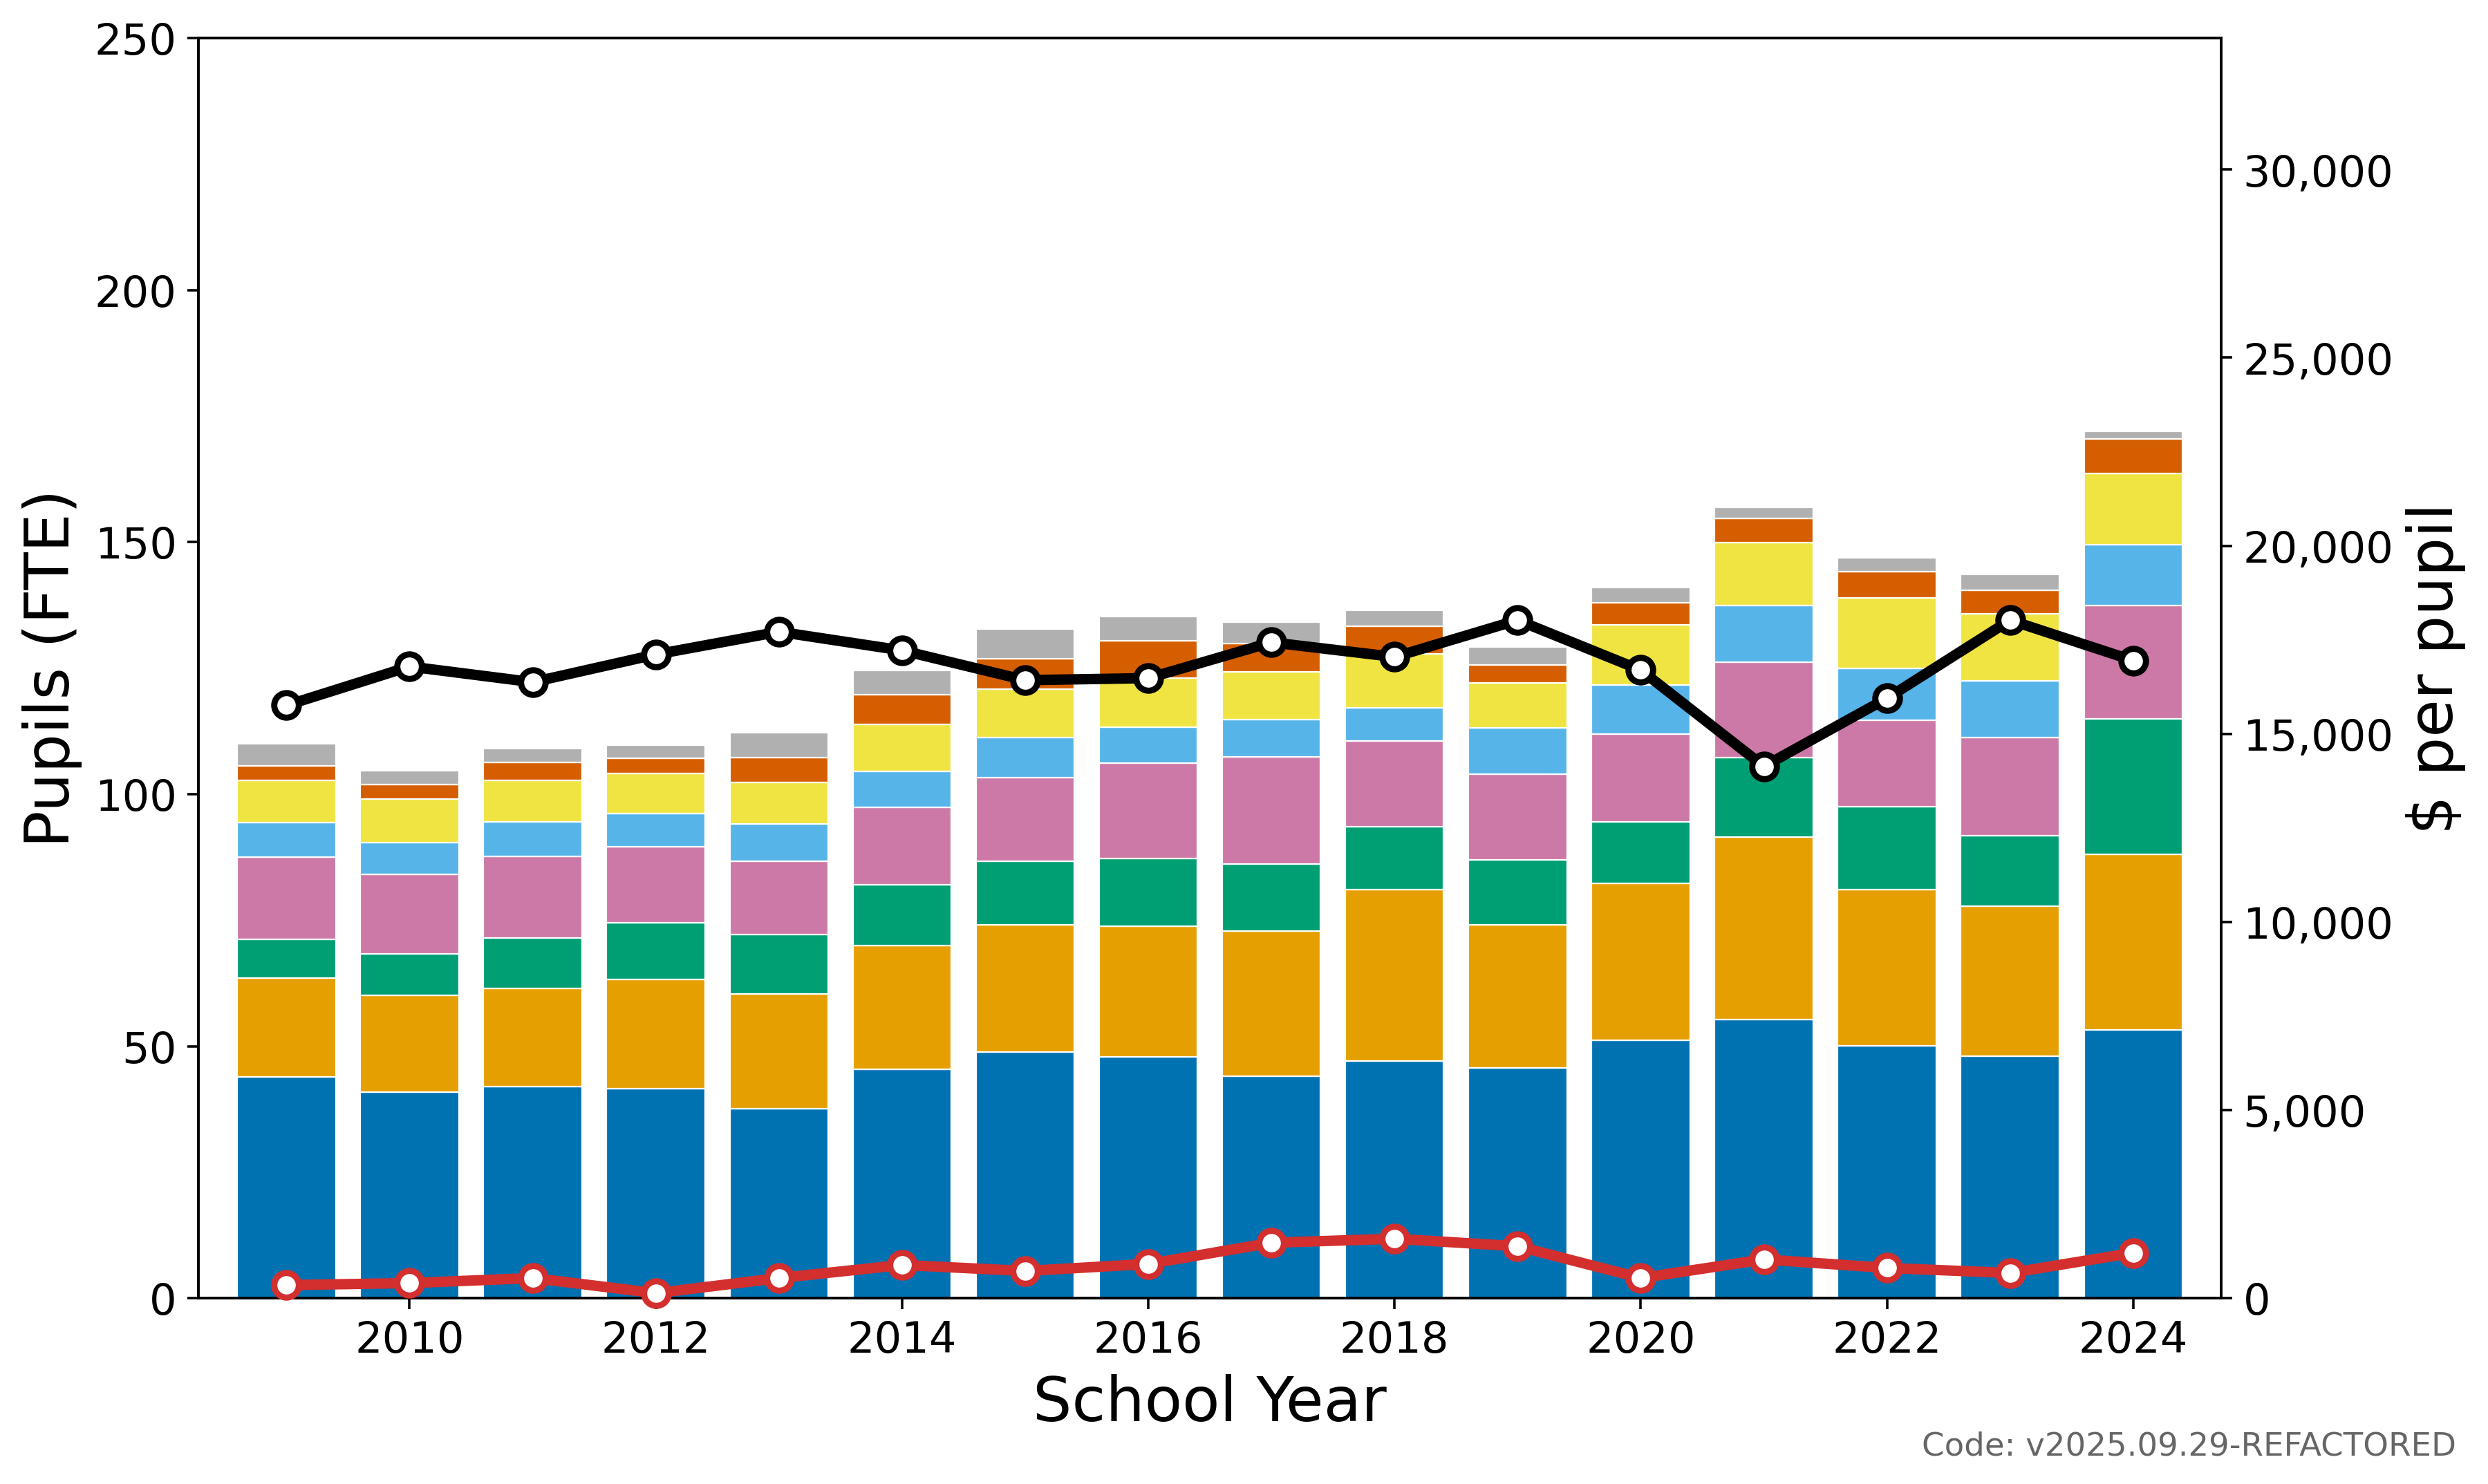 250
200
150
100
50
0
Pupils (FTE)
30,000
25,000
20,000
15,000
10,000
5,000
0
$ per pupil
2010 2012 2014 2016 2018 2020 2022 2024
School Year
Code: v2025.09.29-REFACTORED